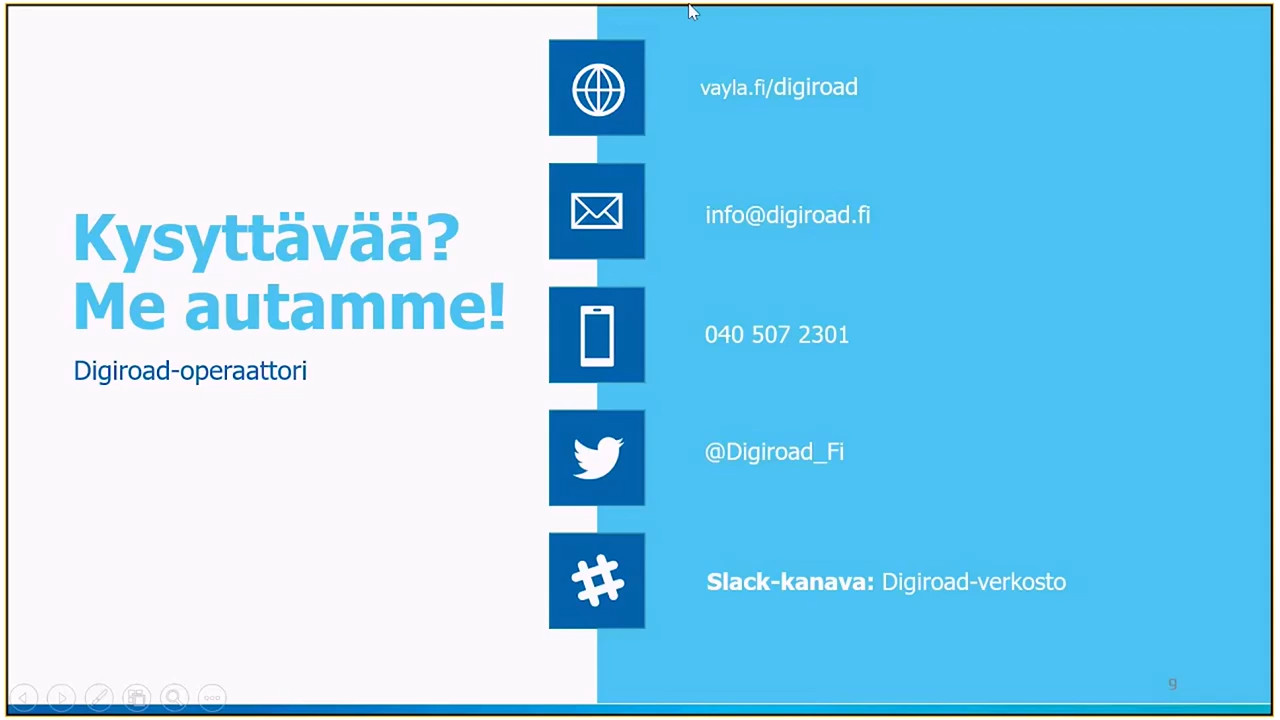 Kysyttävää?
Me autamme!
Digiroad-operaattori
vayla.fi/digiroad
info@digiroad.fi
040 507 2301
@Digiroad_Fi
Slack-kanava: Digiroad-verkosto
9